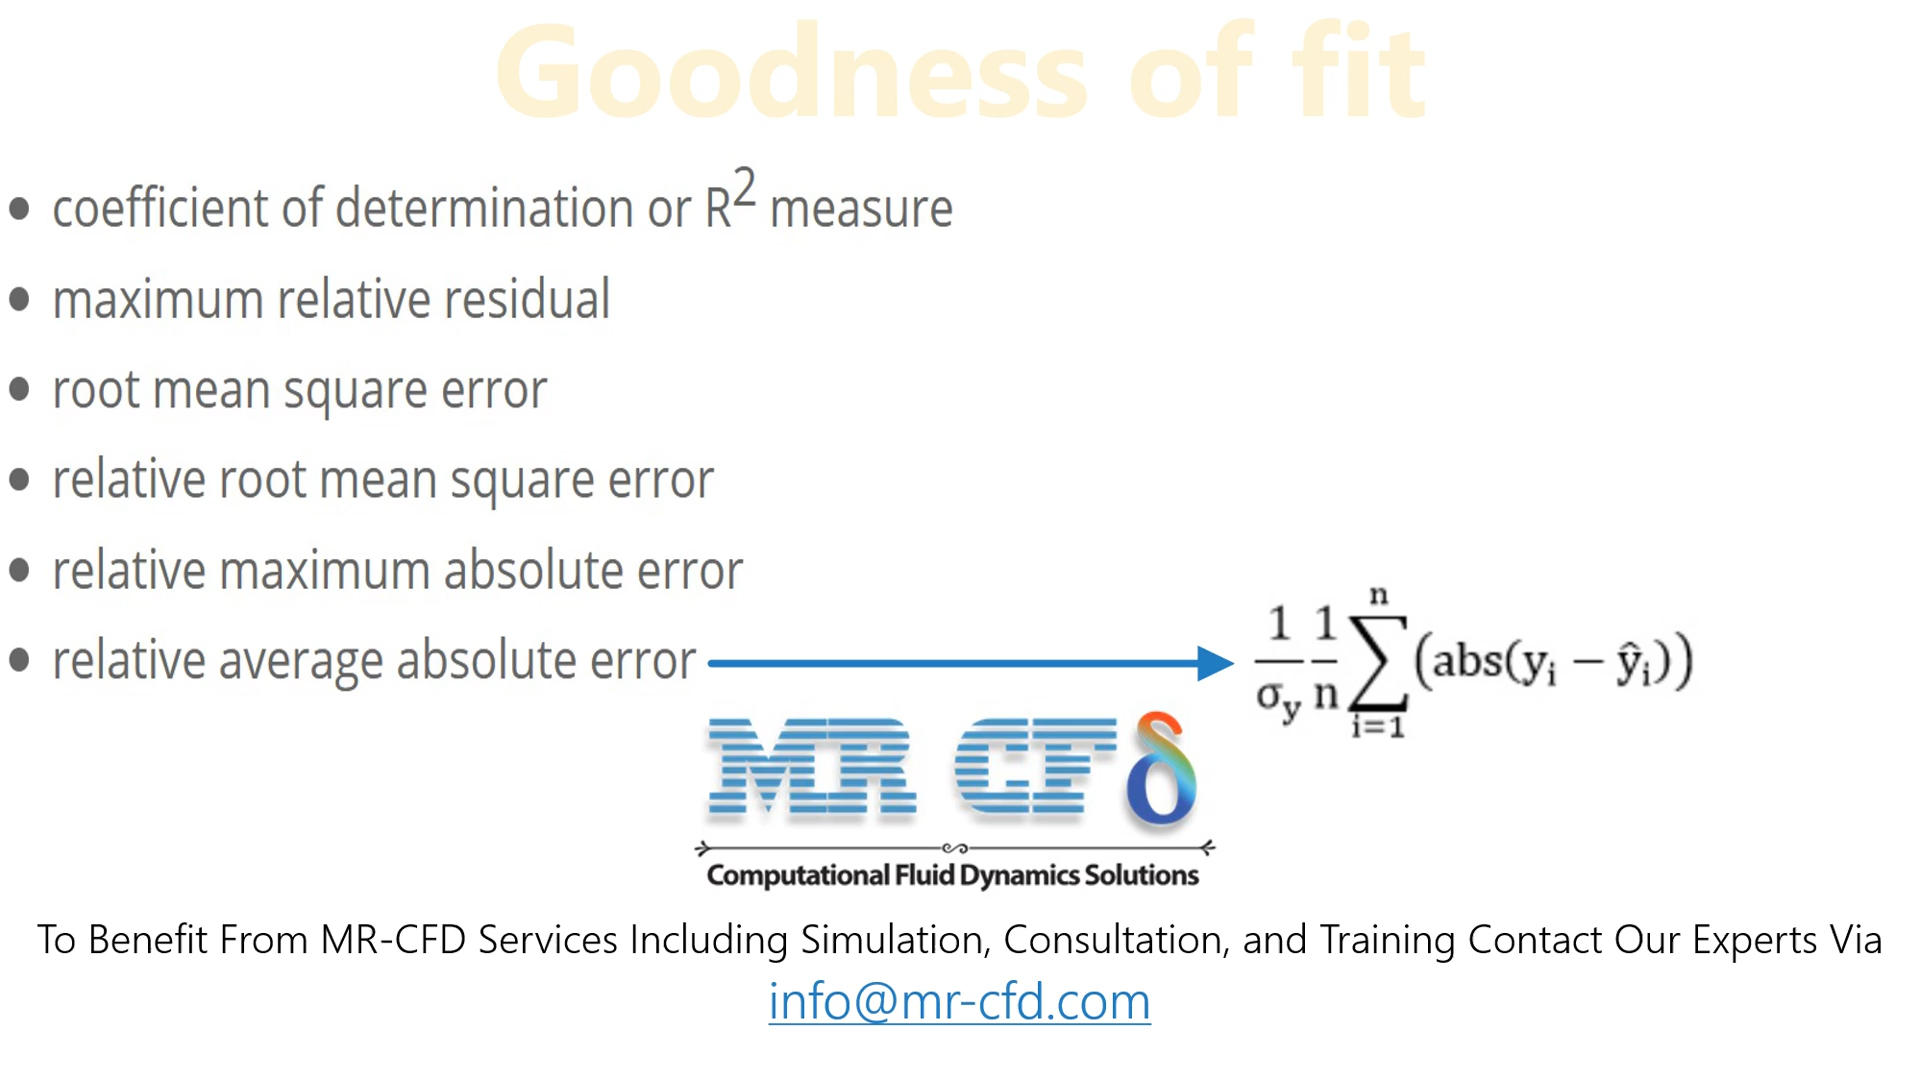 Goodness of fit
• coefficient of determination or R² measure
• maximum relative residual
• root mean square error
• relative root mean square error
• relative maximum absolute error
• relative average absolute error
1/σy 1/n ∑_{i=1}^{n} (abs(yᵢ − ŷᵢ))
MR CFδ
Computational Fluid Dynamics Solutions
To Benefit From MR-CFD Services Including Simulation, Consultation, and Training Contact Our Experts Via
info@mr-cfd.com